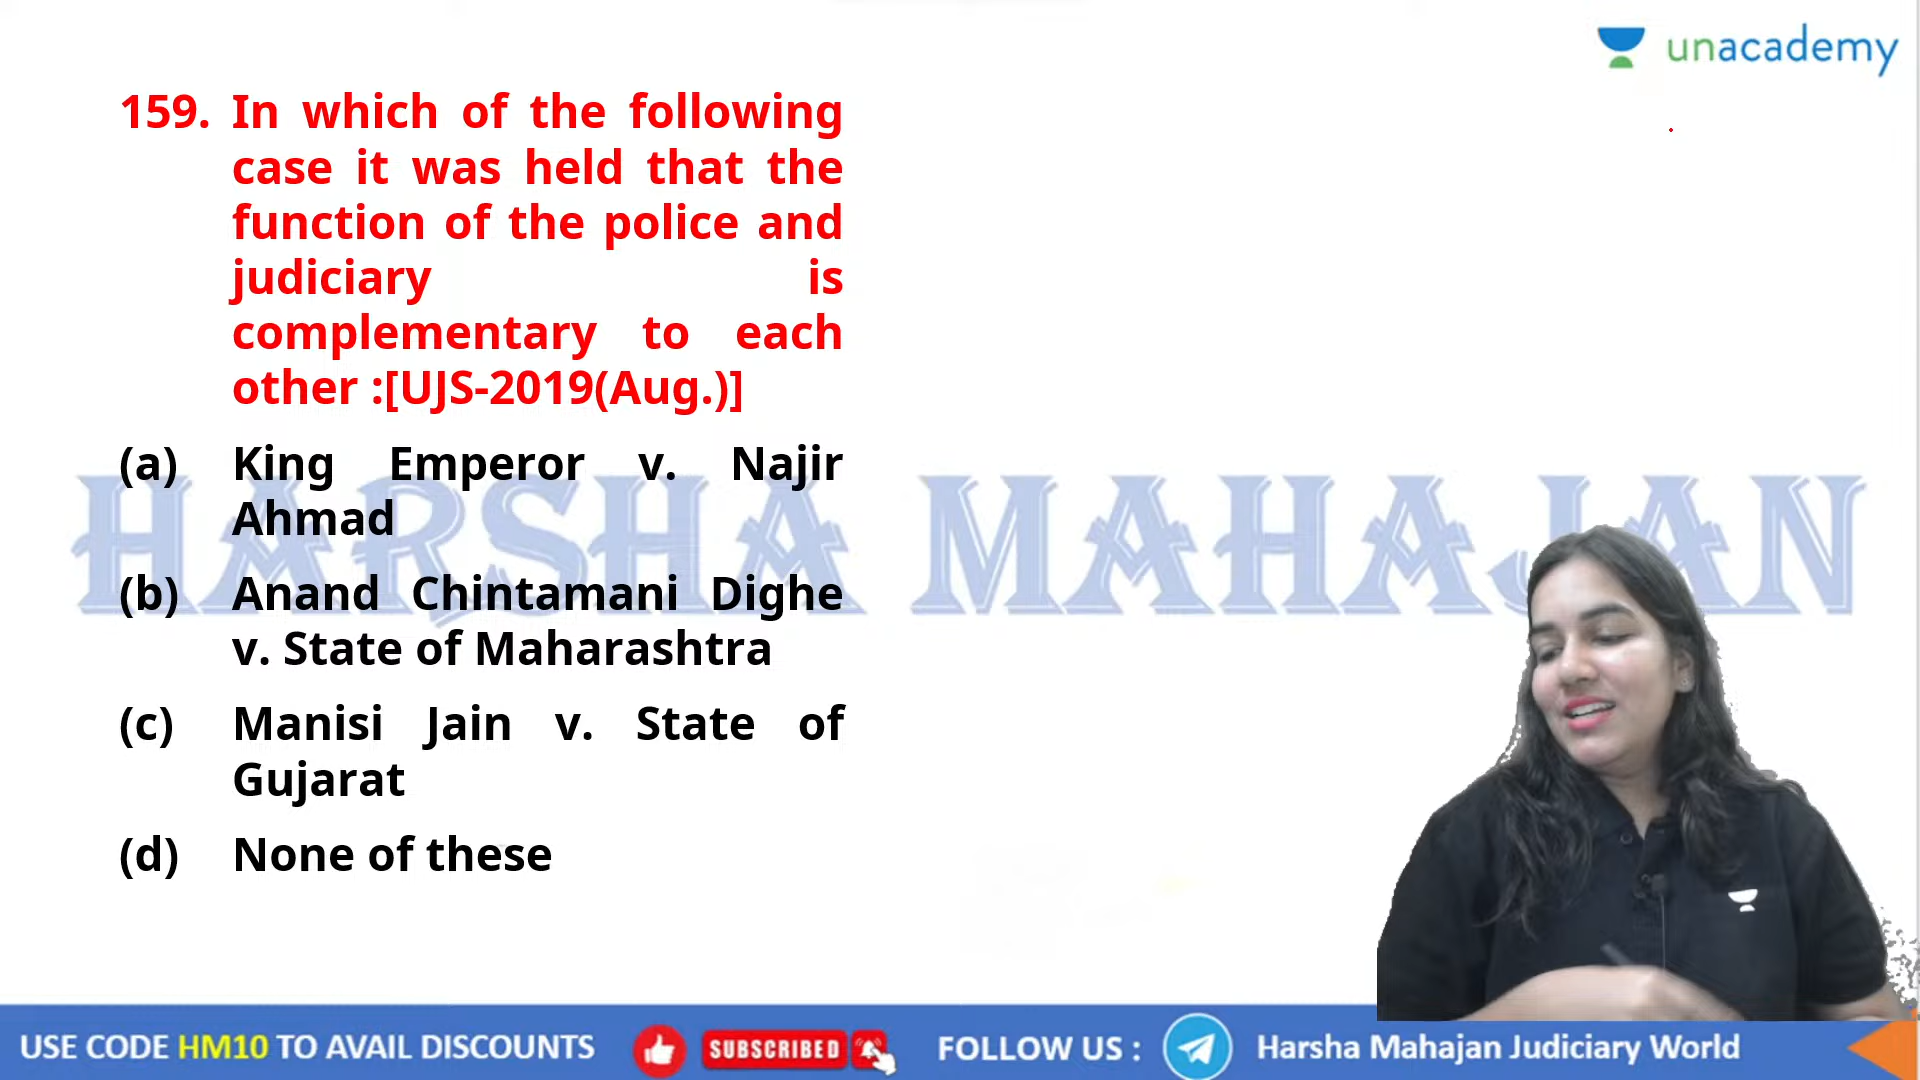 unacademy
159. In which of the following
case it was held that the
function of the police and
judiciary is
complementary to each
other :[UJS-2019(Aug.)]
(a) King Emperor v. Najir
Ahmad
(b) Anand Chintamani Dighe
v. State of Maharashtra
(c) Manisi Jain v. State of
Gujarat
(d) None of these
HARSHA MAHAJAN
USE CODE HM10 TO AVAIL DISCOUNTS
SUBSCRIBED
FOLLOW US :
Harsha Mahajan Judiciary World